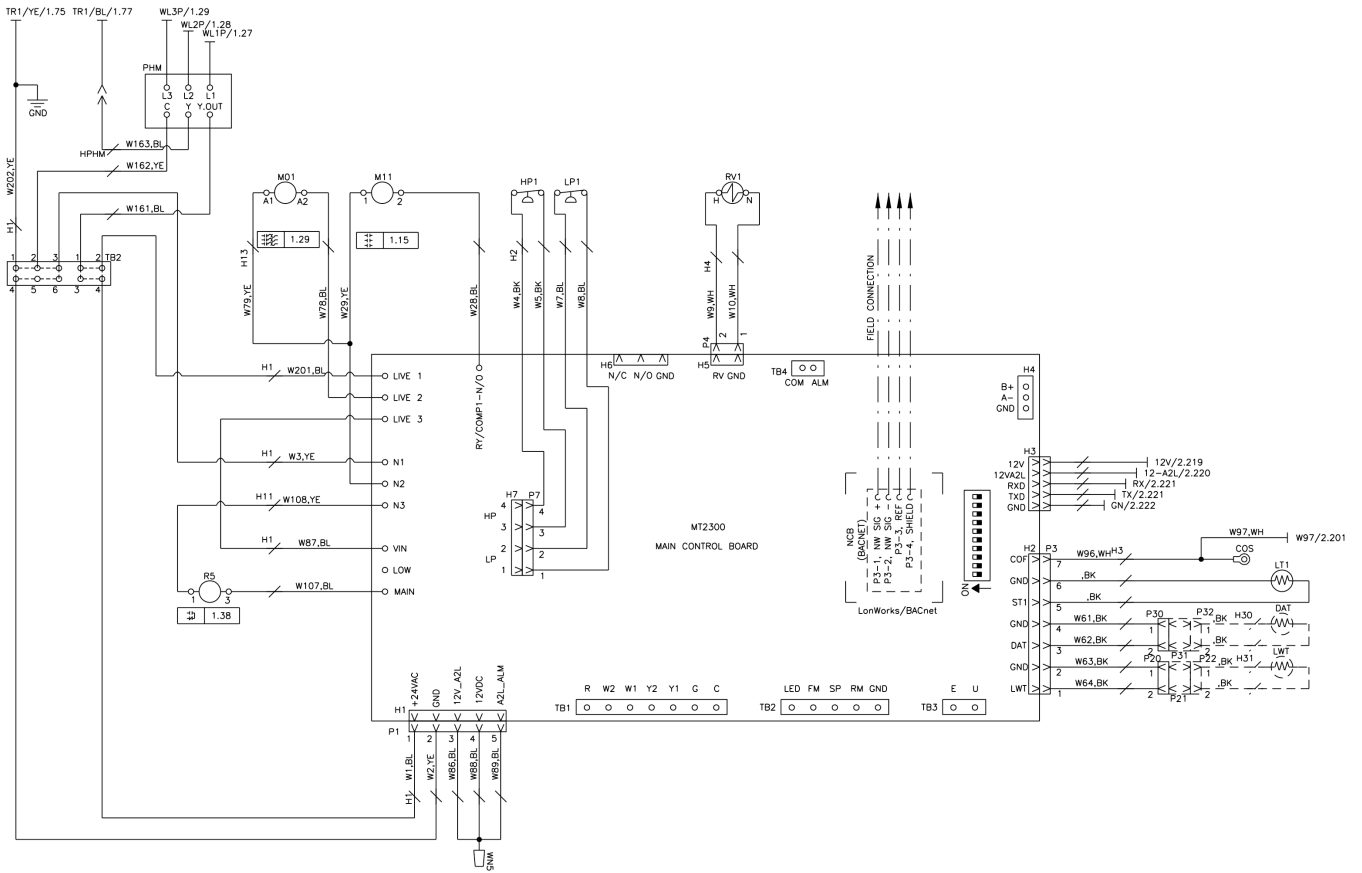 TR1/YE/1.75 TR1/BL/1.77 WL3P/1.29
WL2P/1.28
WL1P/1.27
PHM
L3 L2 L1
C Y Y.OUT
GND
HPHM W163,BL
W162,YE
W161,BL
W202,YE
H1
1 2 3 1 2 TB2
4 5 6 3 4
M01
A1 A2
1.29
H13
W79,YE
W78,BL
M11
1 2
1.15
W29,YE
W28,BL
HP1 LP1
H2
W4,BK
W5,BK
W7,BL
W8,BL
RV1
H N
H4
W9,WH
W10,WH
P4 2 1
H5
RV GND
FIELD CONNECTION
H6
N/C N/O GND
TB4
COM ALM
H4
B+
A-
GND
H1 W201,BL LIVE 1
LIVE 2
LIVE 3
RY/COMP1-N/O
H1 W3,YE N1
N2
H11 W108,YE N3
H1 W87,BL VIN
LOW
R5
1 3
W107,BL MAIN
1.38
H7 P7
HP
LP
4 4
3 3
2 2
1 1
MT2300
MAIN CONTROL BOARD
NCB
(BACNET)
P3-1, NW SIG +
P3-2, NW SIG -
P3-3, REF
P3-4, SHIELD
LonWorks/BACnet
ON
H3
12V 12V/2.219
12VA2L 12-A2L/2.220
RXD RX/2.221
TXD TX/2.221
GND GN/2.222
W97,WH
W97/2.201
H2 P3
COF 7 W96,WH H3 COS
GND 6 ,BK LT1
ST1 5 ,BK
GND 4 W61,BK P30 1 P32 1 ,BK H30 DAT
DAT 3 W62,BK 2 P31 2 ,BK
GND 2 W63,BK P20 1 P22 1 ,BK H31 LWT
LWT 1 W64,BK 2 P21 2 ,BK
+24VAC
GND
12V_A2L
12VDC
A2L_ALM
H1
P1
1 2 3 4 5
W1,BL
W2,YE
W86,BL
W88,BL
W89,BL
H1
WN5
R W2 W1 Y2 Y1 G C
TB1
LED FM SP RM GND
TB2
E U
TB3